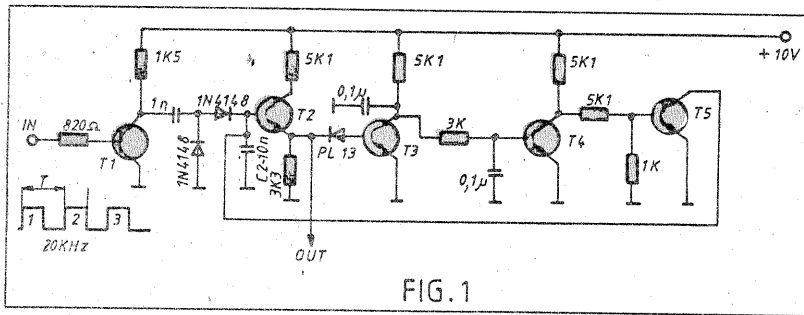 1K5
5K1
5K1
5K1
+10V
0,1µ
1n
1N4148
T2
5K1
T5
IN
820Ω
3K
T4
T1
1N4148
C2-10n
3K3
PL 13
T3
0,1µ
1K
T
1 2 3
20KHz
OUT
FIG.1